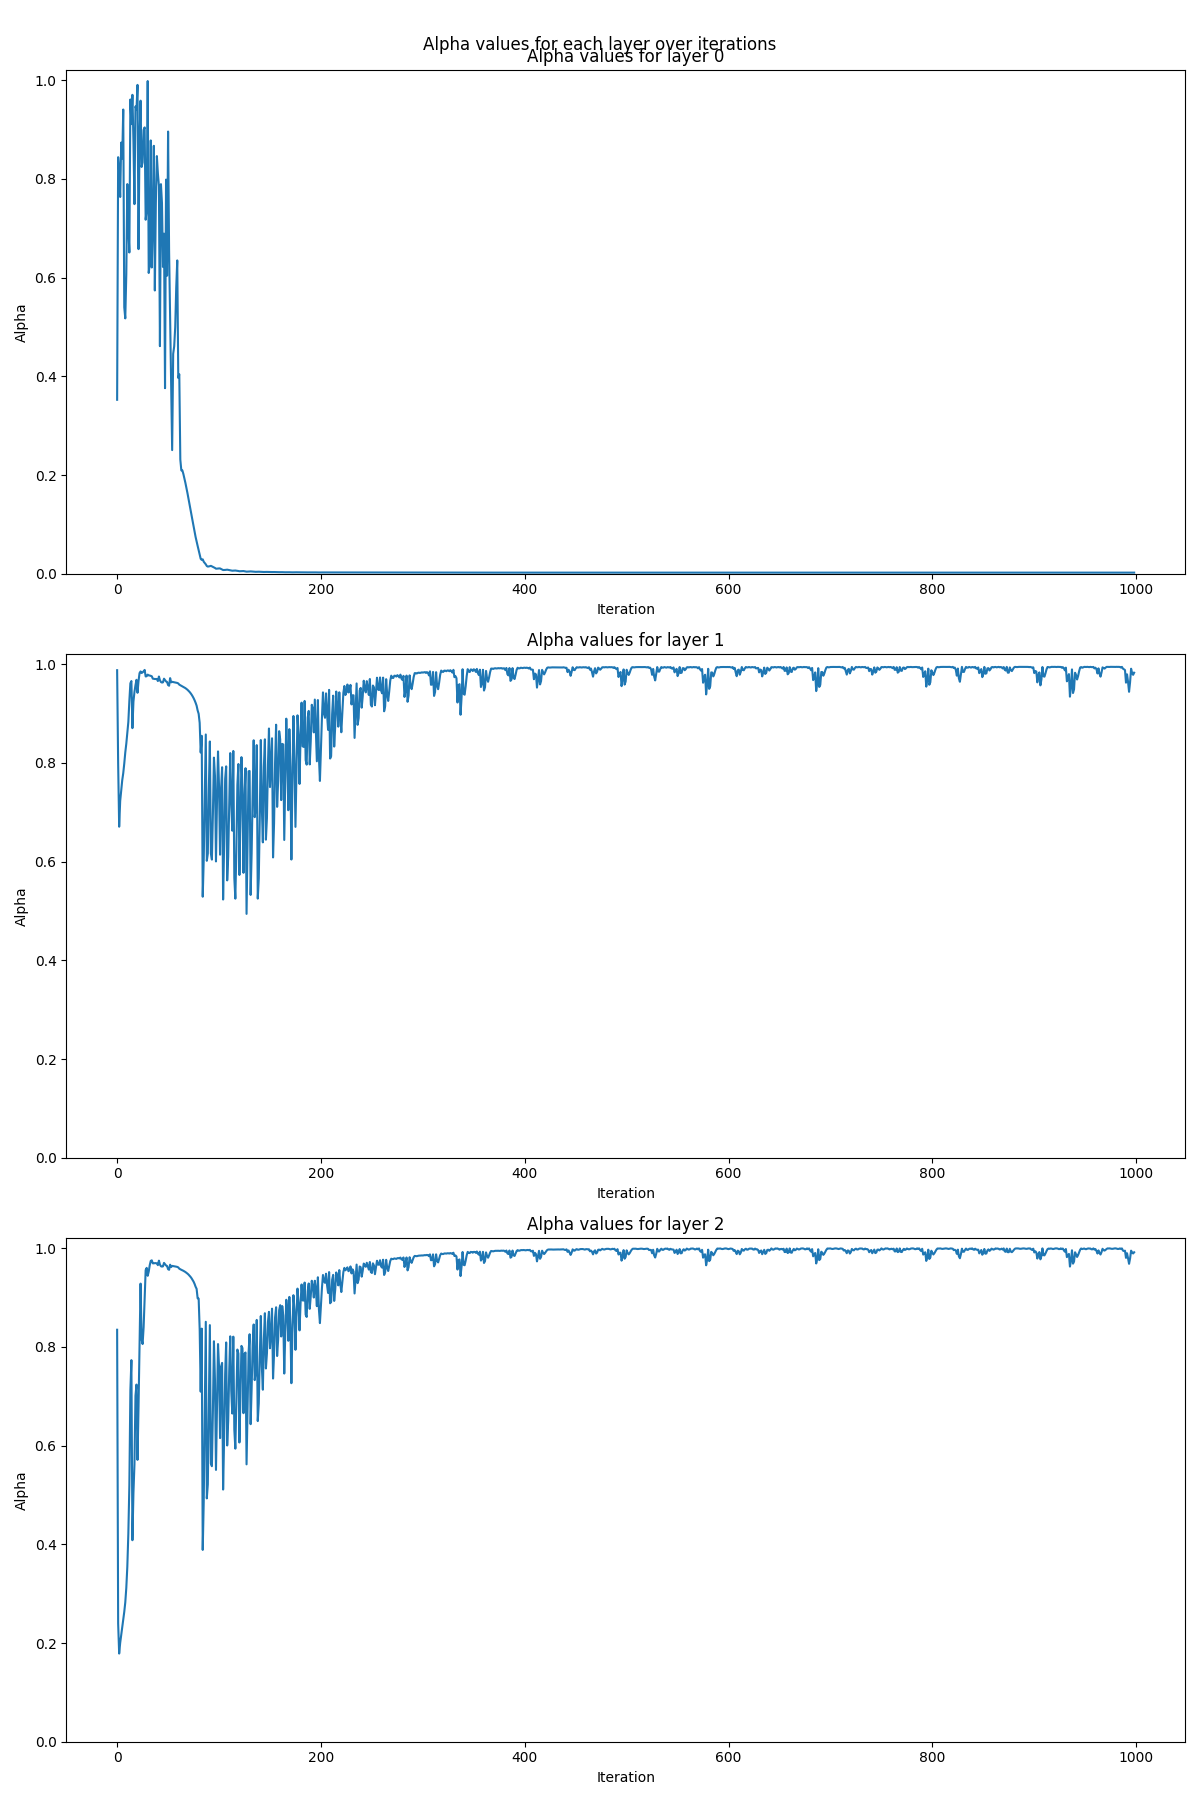 Alpha values for each layer over iterations
Alpha values for layer 0
1.0
0.8
0.6
0.4
0.2
0.0
Alpha
0 200 400 600 800 1000
Iteration
Alpha values for layer 1
1.0
0.8
0.6
0.4
0.2
0.0
Alpha
0 200 400 600 800 1000
Iteration
Alpha values for layer 2
1.0
0.8
0.6
0.4
0.2
0.0
Alpha
0 200 400 600 800 1000
Iteration